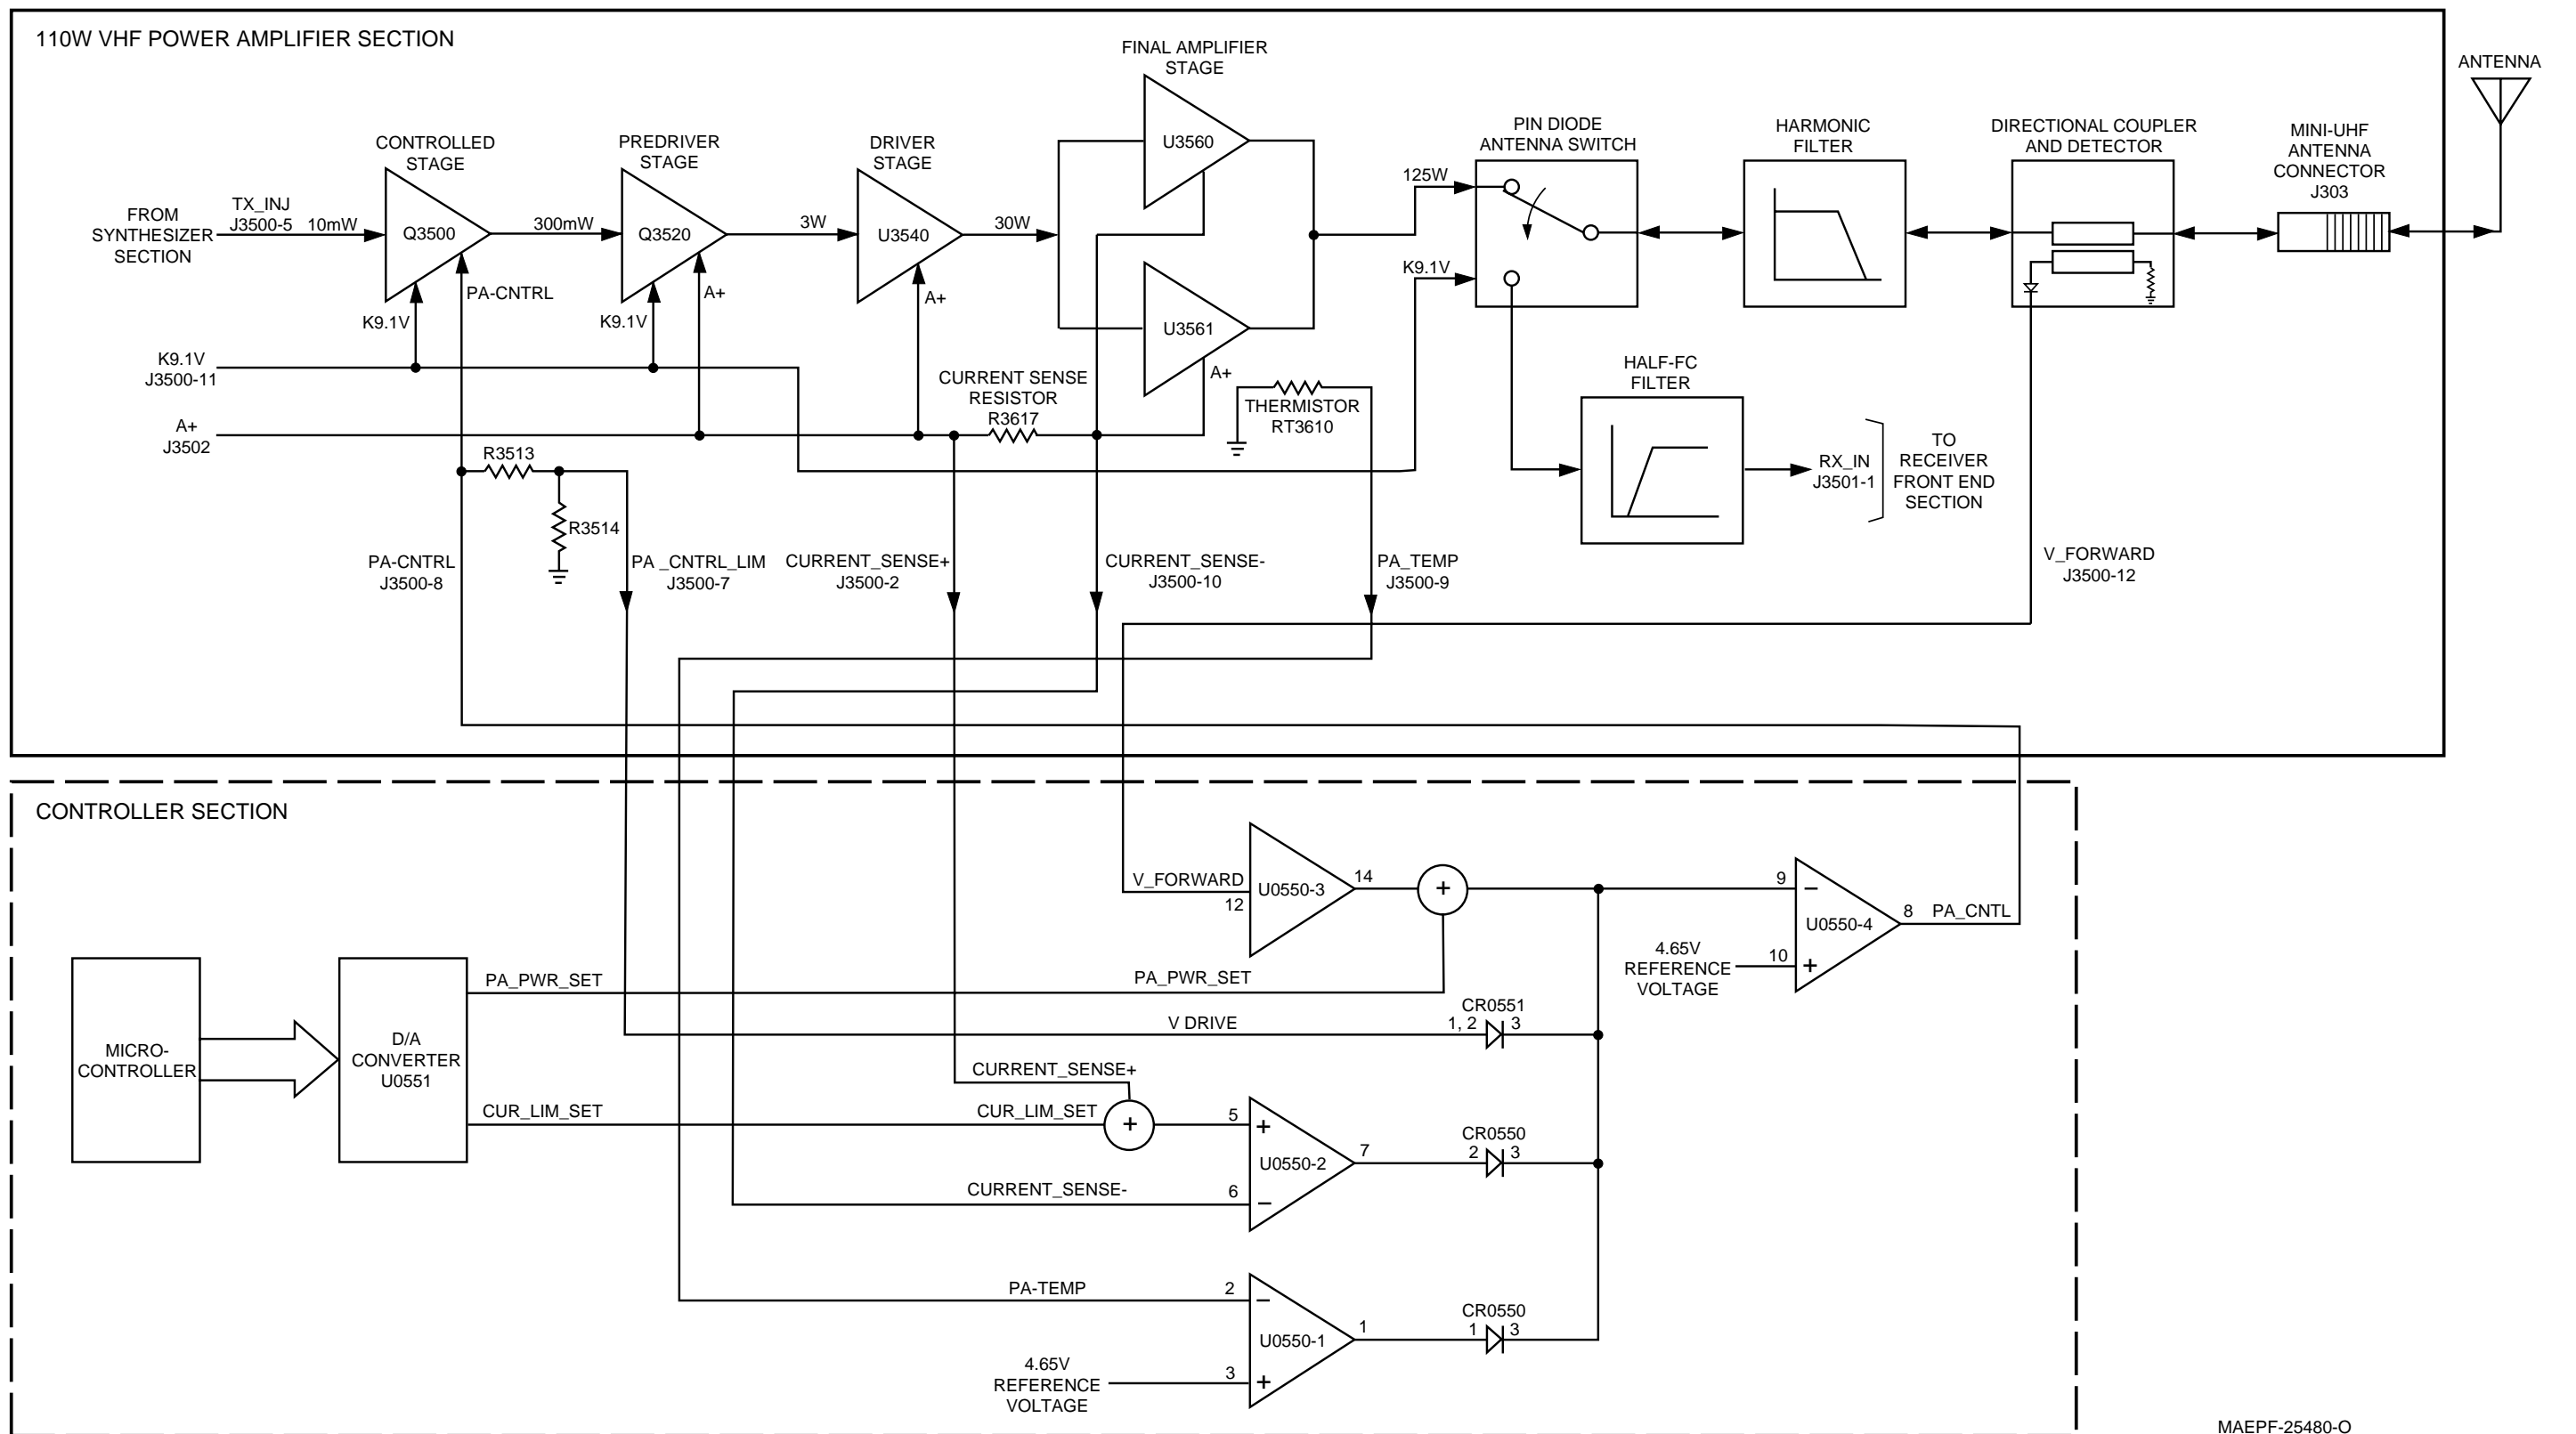 110W VHF POWER AMPLIFIER SECTION
FINAL AMPLIFIER
STAGE
ANTENNA
CONTROLLED
STAGE
PREDRIVER
STAGE
DRIVER
STAGE
U3560
PIN DIODE
ANTENNA SWITCH
HARMONIC
FILTER
DIRECTIONAL COUPLER
AND DETECTOR
MINI-UHF
ANTENNA
CONNECTOR
J303
125W
FROM
SYNTHESIZER
SECTION
TX_INJ
J3500-5
10mW
Q3500
300mW
Q3520
3W
U3540
30W
K9.1V
PA-CNTRL
K9.1V
A+
K9.1V
A+
U3561
A+
K9.1V
J3500-11
CURRENT SENSE
RESISTOR
R3617
THERMISTOR
RT3610
HALF-FC
FILTER
A+
J3502
R3513
R3514
RX_IN
J3501-1
TO
RECEIVER
FRONT END
SECTION
PA-CNTRL
J3500-8
PA _CNTRL_LIM
J3500-7
CURRENT_SENSE+
J3500-2
CURRENT_SENSE-
J3500-10
PA_TEMP
J3500-9
V_FORWARD
J3500-12
CONTROLLER SECTION
V_FORWARD
12
U0550-3
14
+
9
−
U0550-4
8
PA_CNTL
4.65V
REFERENCE
VOLTAGE
10
+
PA_PWR_SET
PA_PWR_SET
MICRO-
CONTROLLER
D/A
CONVERTER
U0551
V DRIVE
CR0551
1, 2
3
CURRENT_SENSE+
CUR_LIM_SET
CUR_LIM_SET
+
5
+
U0550-2
7
CR0550
2
3
CURRENT_SENSE-
6
−
PA-TEMP
2
−
U0550-1
1
CR0550
1
3
4.65V
REFERENCE
VOLTAGE
3
+
MAEPF-25480-O